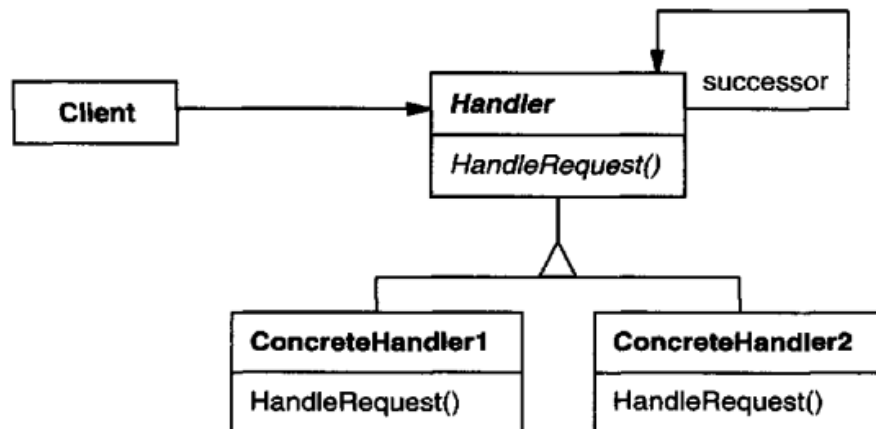 successor
Client
Handler
HandleRequest()
ConcreteHandler1
ConcreteHandler2
HandleRequest()
HandleRequest()